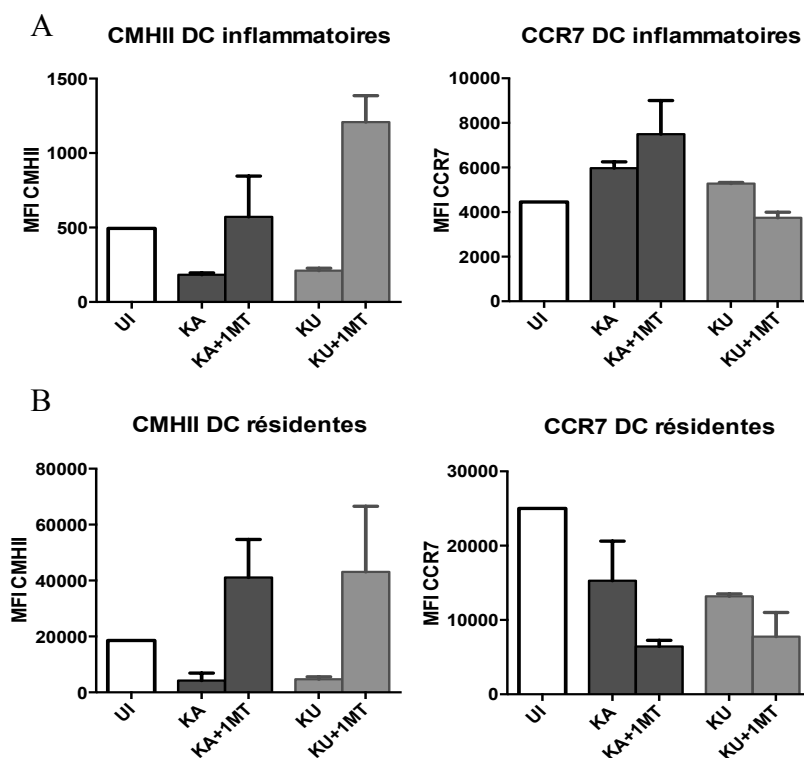 A
CMHII DC inflammatoires
MFI CMHII
1500
1000
500
0
UI
KA
KA+1MT
KU
KU+1MT
CCR7 DC inflammatoires
MFI CCR7
10000
8000
6000
4000
2000
0
UI
KA
KA+1MT
KU
KU+1MT
B
CMHII DC résidentes
MFI CMHII
80000
60000
40000
20000
0
UI
KA
KA+1MT
KU
KU+1MT
CCR7 DC résidentes
MFI CCR7
30000
20000
10000
0
UI
KA
KA+1MT
KU
KU+1MT